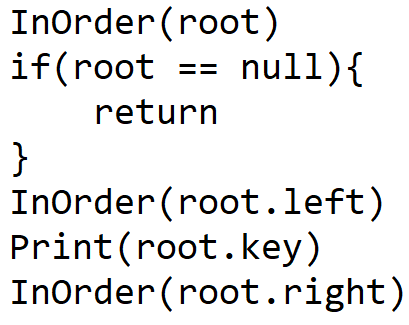 InOrder(root)
if(root == null){
    return
}
InOrder(root.left)
Print(root.key)
InOrder(root.right)